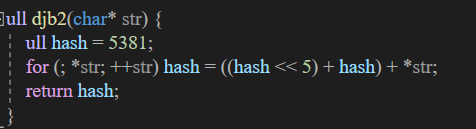 ull djb2(char* str) {
ull hash = 5381;
for (; *str; ++str) hash = ((hash << 5) + hash) + *str;
return hash;
}